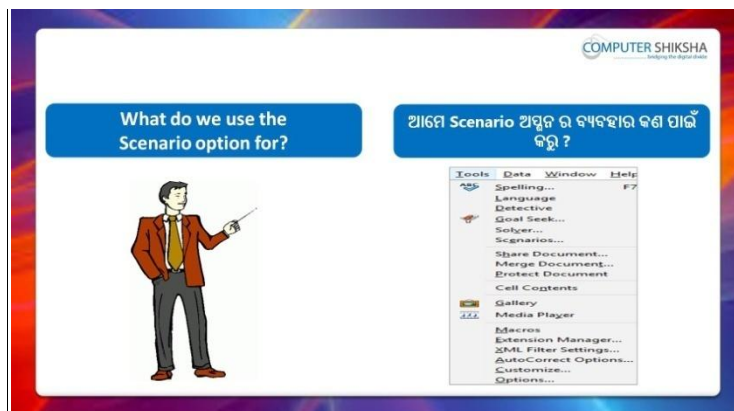 COMPUTER SHIKSHA
bridging the digital divide
What do we use the
Scenario option for?
ଆମେ Scenario ଅପ୍ସନ ର ବ୍ୟବହାର କଣ ପାଇଁ
କରୁ ?
Tools Data Window Help
Spelling... F7
Language
Detective
Goal Seek...
Solver...
Scenarios...
Share Document...
Merge Document...
Protect Document
Cell Contents
Gallery
Media Player
Macros
Extension Manager...
XML Filter Settings...
AutoCorrect Options...
Customize...
Options...